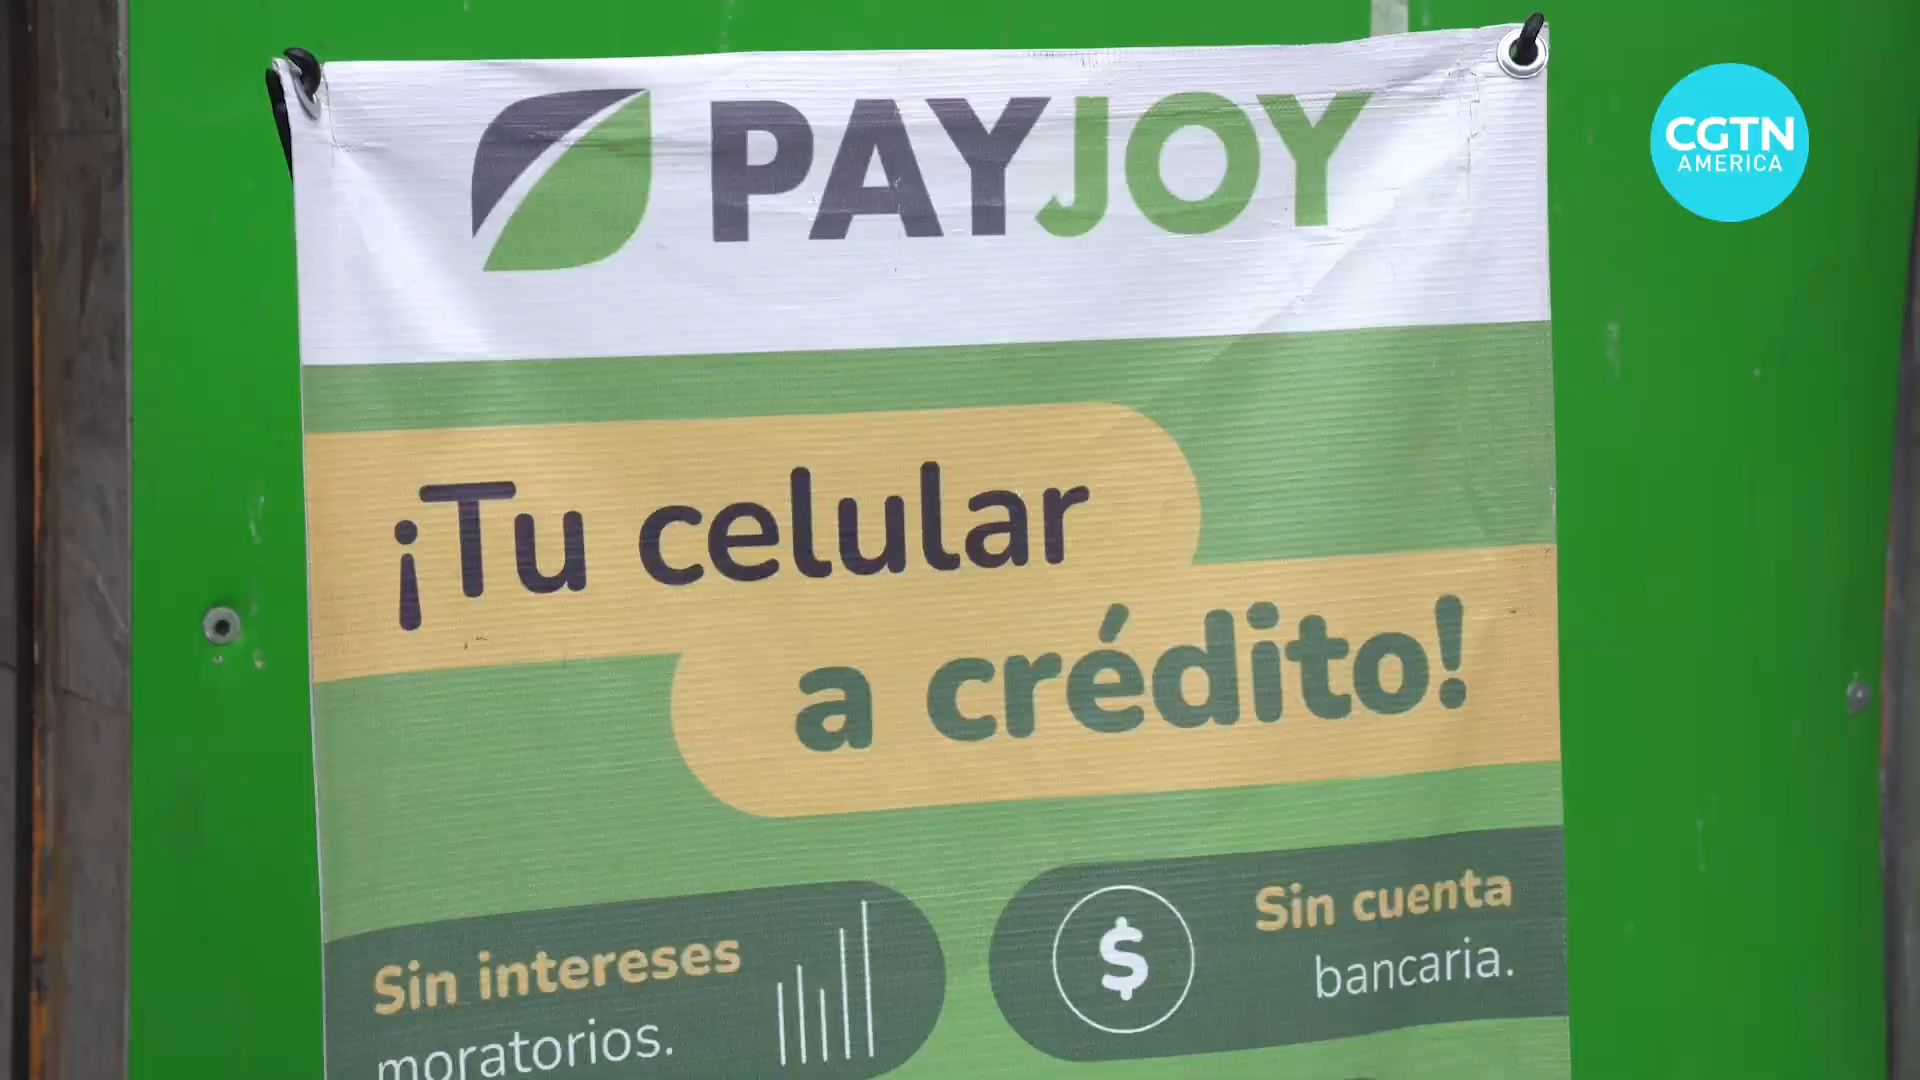 PAYJOY
CGTN
AMERICA
¡Tu celular
a crédito!
Sin intereses
moratorios.
$
Sin cuenta
bancaria.